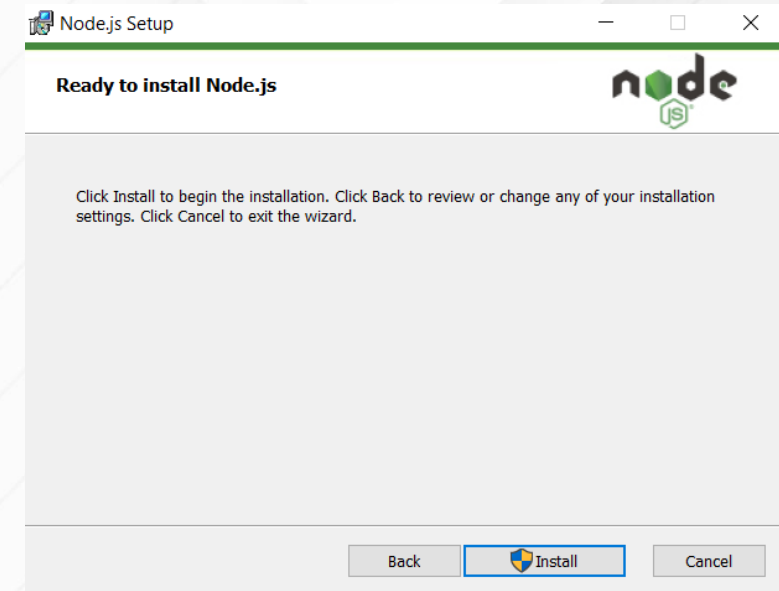 Node.js Setup
Ready to install Node.js
node
JS
Click Install to begin the installation. Click Back to review or change any of your installation
settings. Click Cancel to exit the wizard.
Back
Install
Cancel